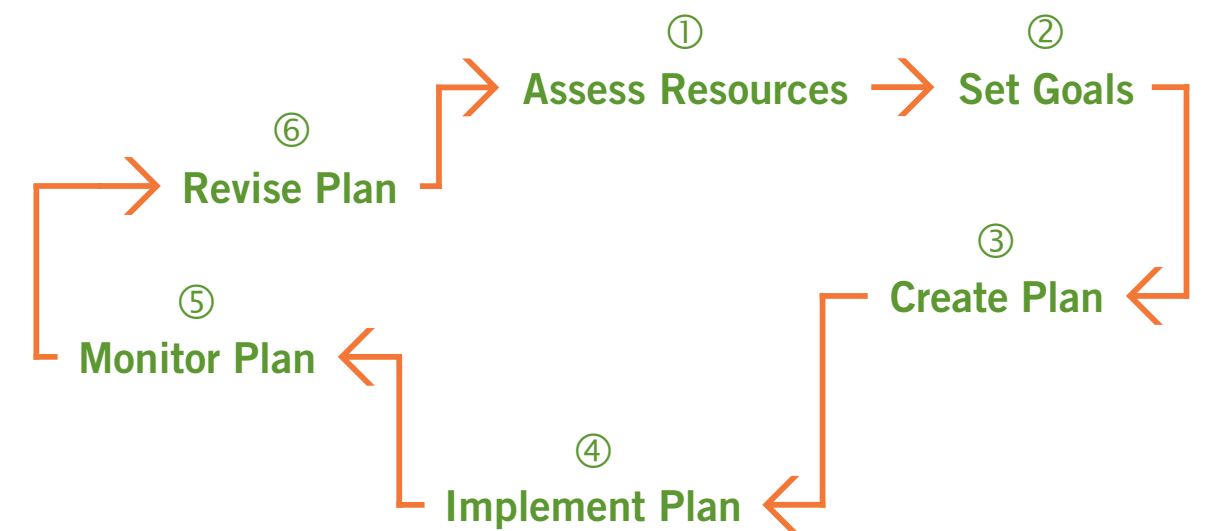 ①
Assess Resources
②
Set Goals
③
Create Plan
④
Implement Plan
⑤
Monitor Plan
⑥
Revise Plan